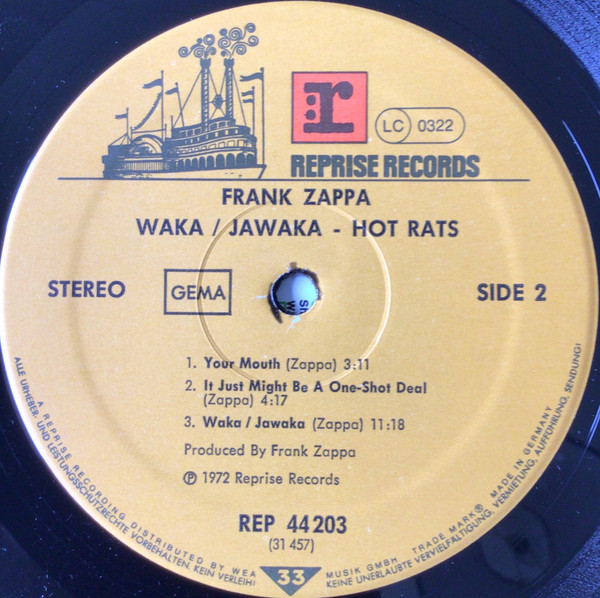 r:
LC 0322
REPRISE RECORDS
FRANK ZAPPA
WAKA / JAWAKA - HOT RATS
STEREO
GEMA
SIDE 2
1. Your Mouth (Zappa) 3:11
2. It Just Might Be A One-Shot Deal
(Zappa) 4:17
3. Waka / Jawaka (Zappa) 11:18
Produced By Frank Zappa
℗ 1972 Reprise Records
REP 44 203
(31 457)
33
A REPRISE RECORDING DISTRIBUTED BY WEA MUSIK GMBH TRADE MARK® MADE IN GERMANY
ALLE URHEBER- UND LEISTUNGSSCHUTZRECHTE VORBEHALTEN. KEIN VERLEIH! KEINE UNERLAUBTE VERVIELFÄLTIGUNG, VERMIETUNG, AUFFÜHRUNG, SENDUNG!